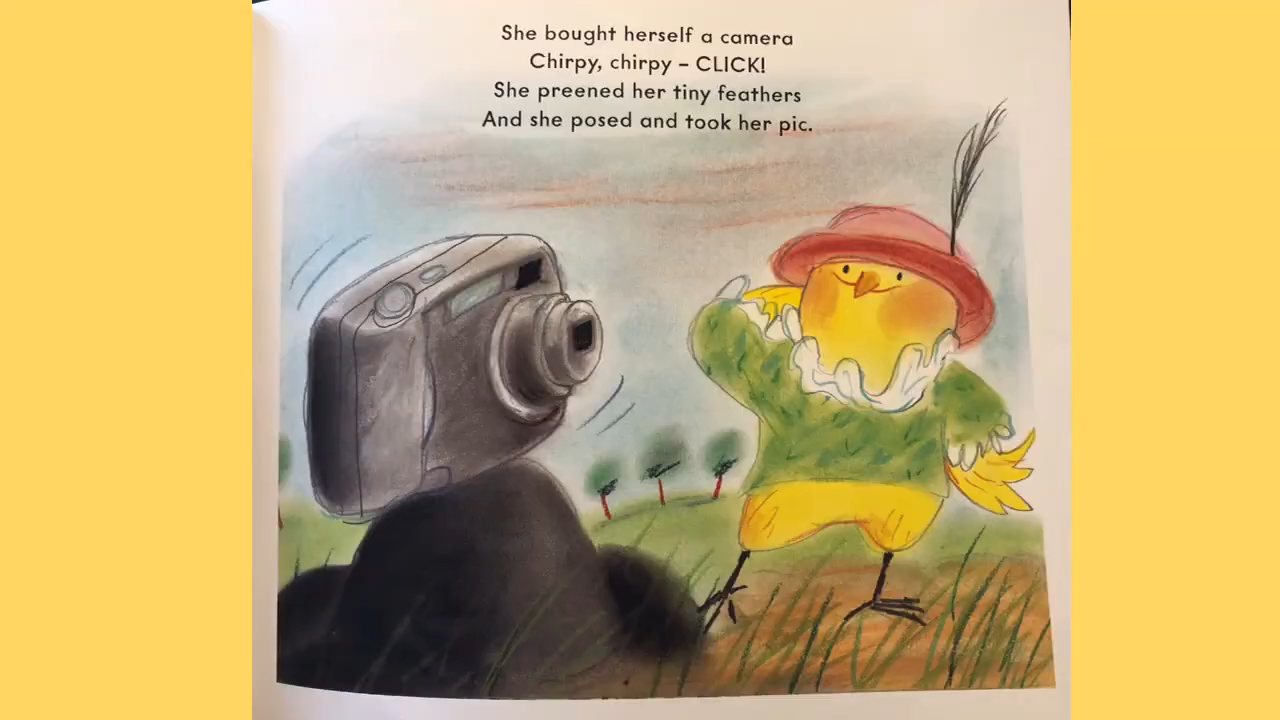 She bought herself a camera
Chirpy, chirpy – CLICK!
She preened her tiny feathers
And she posed and took her pic.